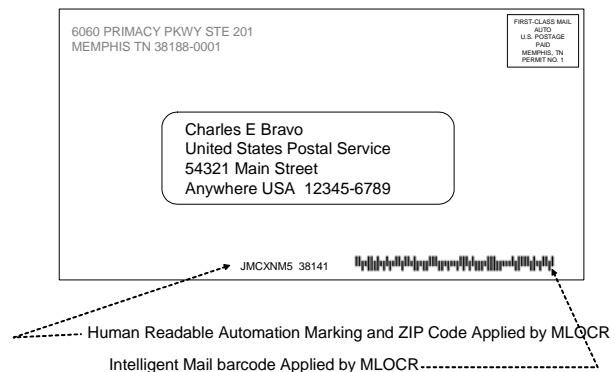 6060 PRIMACY PKWY STE 201
MEMPHIS TN 38188-0001
FIRST-CLASS MAIL
AUTO
U.S. POSTAGE
PAID
MEMPHIS, TN
PERMIT NO. 1
Charles E Bravo
United States Postal Service
54321 Main Street
Anywhere USA 12345-6789
JMCXNM5 38141
Human Readable Automation Marking and ZIP Code Applied by MLOCR
Intelligent Mail barcode Applied by MLOCR